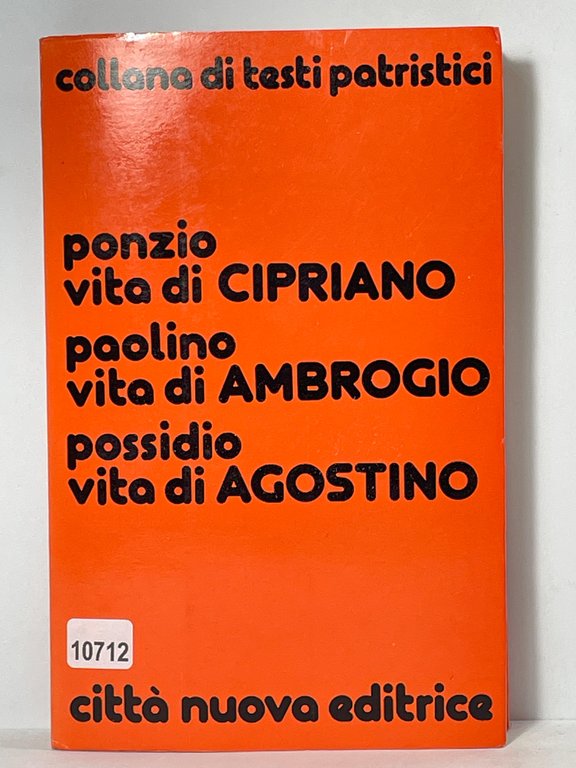 collana di testi patristici
ponzio
vita di CIPRIANO
paolino
vita di AMBROGIO
possidio
vita di AGOSTINO
10712
città nuova editrice